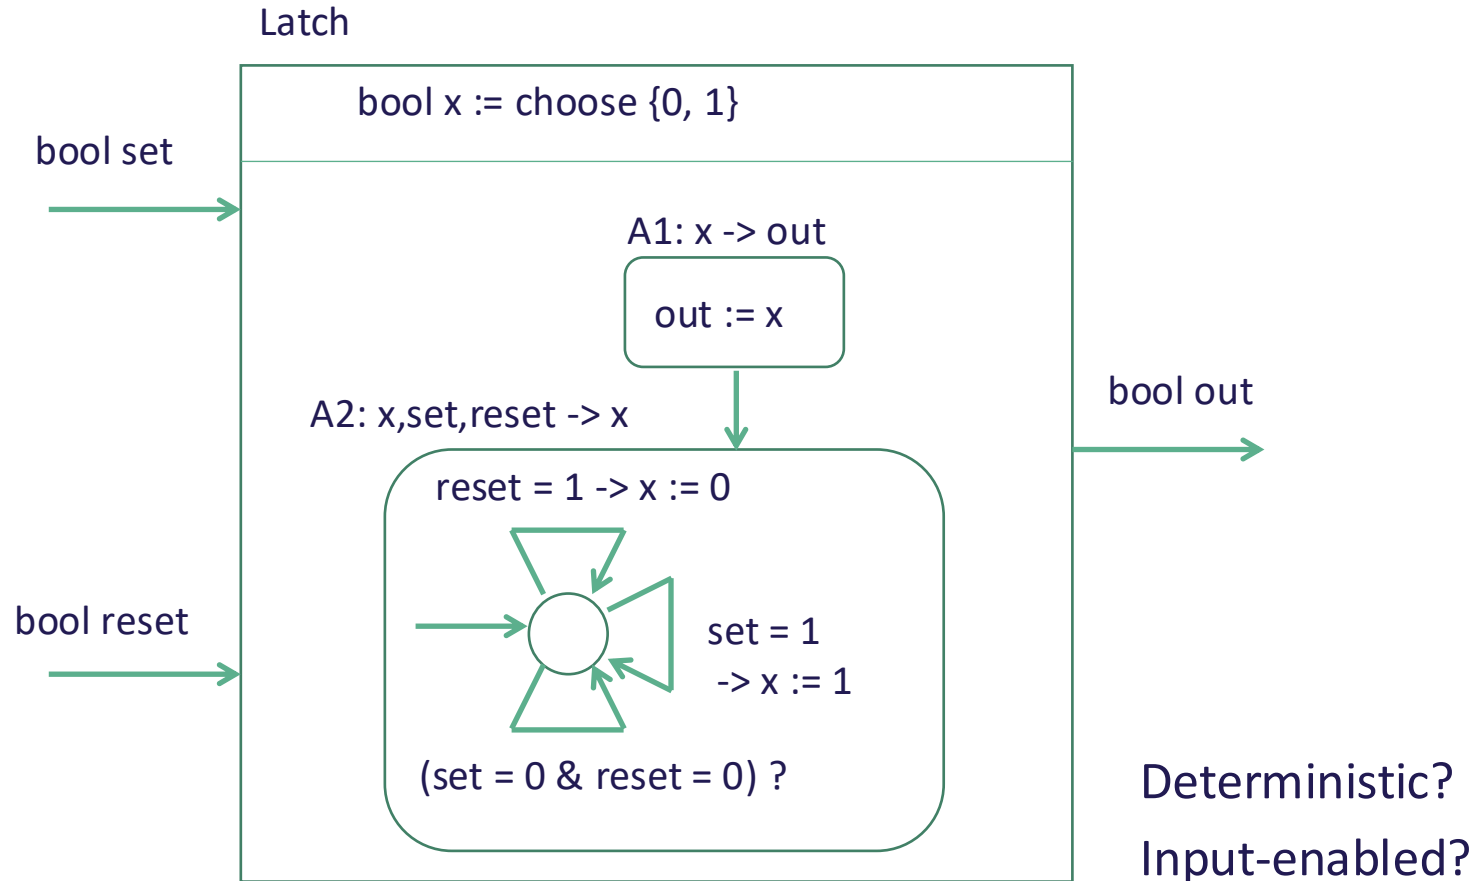 Latch
bool x := choose {0, 1}
bool set
A1: x -> out
out := x
bool out
A2: x,set,reset -> x
reset = 1 -> x := 0
bool reset
set = 1
-> x := 1
(set = 0 & reset = 0) ?
Deterministic?
Input-enabled?